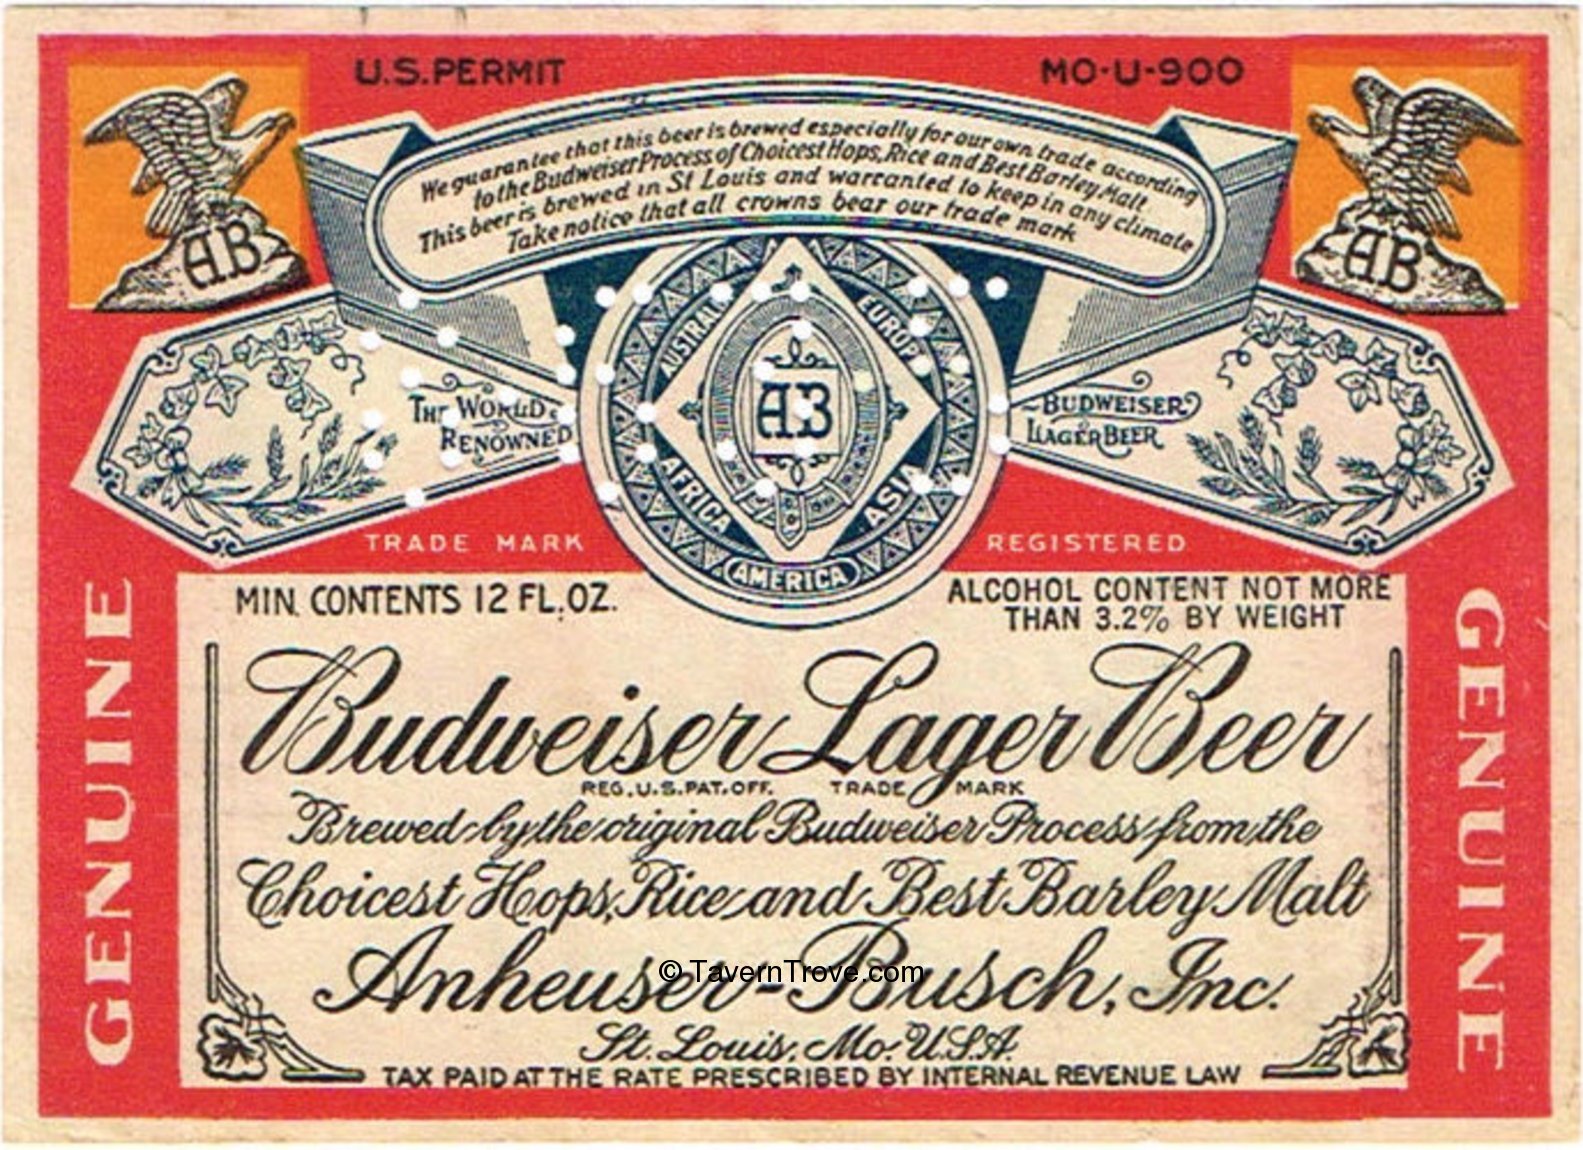 U.S. PERMIT MO-U-900
We guarantee that this beer is brewed especially for our own trade according
to the Budweiser Process of Choicest Hops, Rice and Best Barley Malt
This beer is brewed in St Louis and warranted to keep in any climate
Take notice that all crowns bear our trade mark
AB
AB
AUSTRAL
EUROP
AB
THE WORLD
RENOWNED
BUDWEISER
LAGER BEER
AFRICA
ASIA
AMERICA
TRADE MARK
REGISTERED
GENUINE
GENUINE
MIN. CONTENTS 12 FL. OZ.
ALCOHOL CONTENT NOT MORE
THAN 3.2% BY WEIGHT
Budweiser Lager Beer
REG. U.S. PAT. OFF. TRADE MARK
Brewed by the original Budweiser Process from the
Choicest Hops, Rice and Best Barley Malt
Anheuser-Busch, Inc.
© TavernTrove.com
St. Louis, Mo. U.S.A.
TAX PAID AT THE RATE PRESCRIBED BY INTERNAL REVENUE LAW